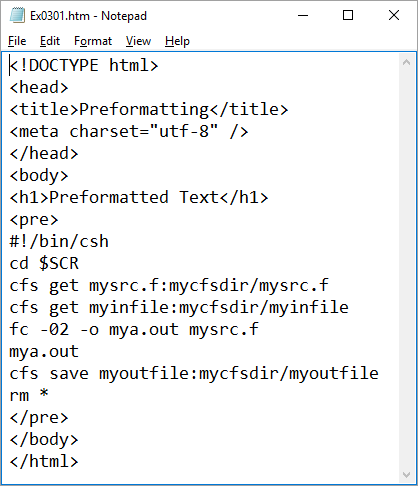 Ex0301.htm - Notepad
File Edit Format View Help
<!DOCTYPE html>
<head>
<title>Preformatting</title>
<meta charset="utf-8" />
</head>
<body>
<h1>Preformatted Text</h1>
<pre>
#!/bin/csh
cd $SCR
cfs get mysrc.f:mycfsdir/mysrc.f
cfs get myinfile:mycfsdir/myinfile
fc -02 -o mya.out mysrc.f
mya.out
cfs save myoutfile:mycfsdir/myoutfile
rm *
</pre>
</body>
</html>